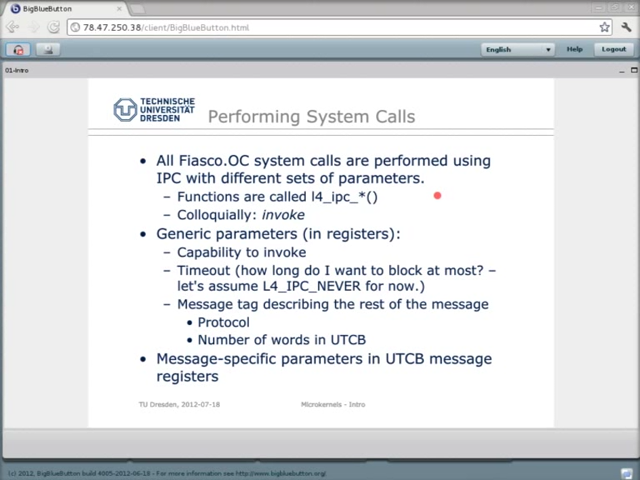 BigBlueButton
78.47.250.38/client/BigBlueButton.html
English
Help
Logout
01-Intro
TECHNISCHE
UNIVERSITÄT
DRESDEN
Performing System Calls
• All Fiasco.OC system calls are performed using
IPC with different sets of parameters.
– Functions are called l4_ipc_*()
– Colloquially: invoke
• Generic parameters (in registers):
– Capability to invoke
– Timeout (how long do I want to block at most? –
let's assume L4_IPC_NEVER for now.)
– Message tag describing the rest of the message
• Protocol
• Number of words in UTCB
• Message-specific parameters in UTCB message
registers
TU Dresden, 2012-07-18
Microkernels - Intro
(c) 2012, BigBlueButton build 4005-2012-06-18 - For more information see http://www.bigbluebutton.org/